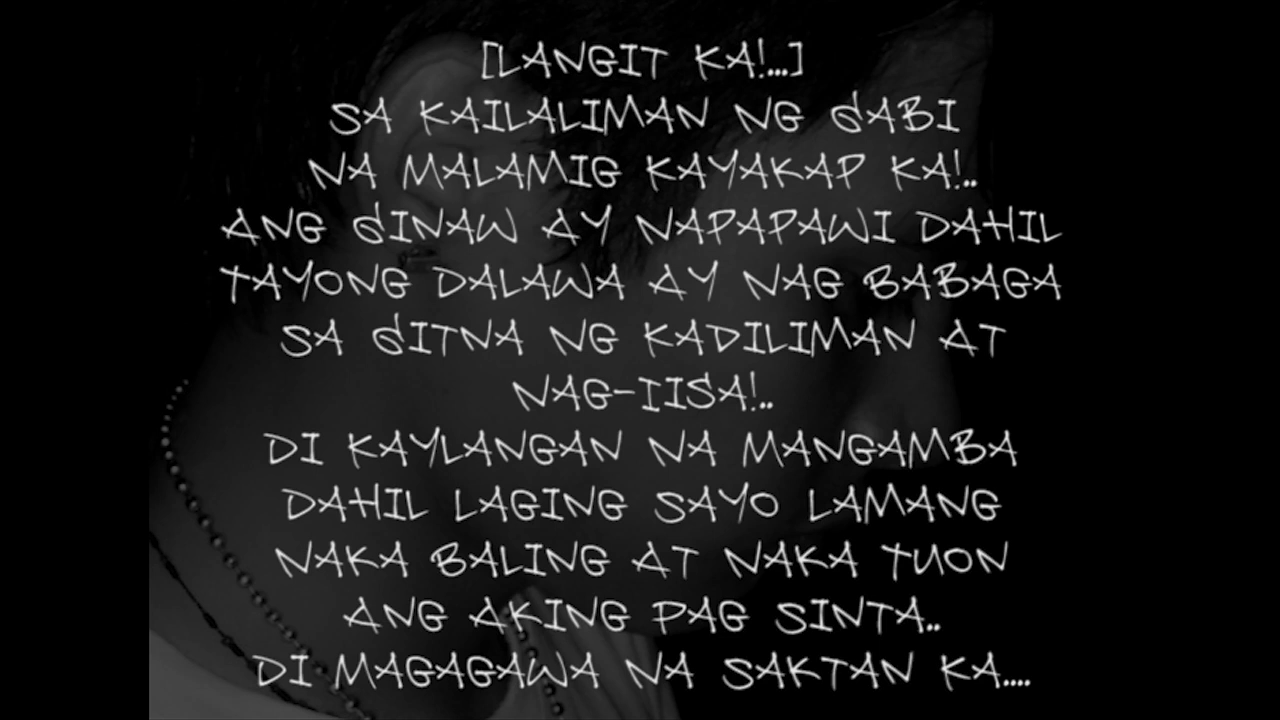 [LANGIT KA!...]
SA KAILALIMAN NG GABI
NA MALAMIG KAYAKAP KA!..
ANG GINAW AY NAPAPAWI DAHIL
TAYONG DALAWA AY NAG BABAGA
SA GITNA NG KADILIMAN AT
NAG-IISA!..
DI KAYLANGAN NA MANGAMBA
DAHIL LAGING SAYO LAMANG
NAKA BALING AT NAKA TUON
ANG AKING PAG SINTA..
DI MAGAGAWA NA SAKTAN KA....